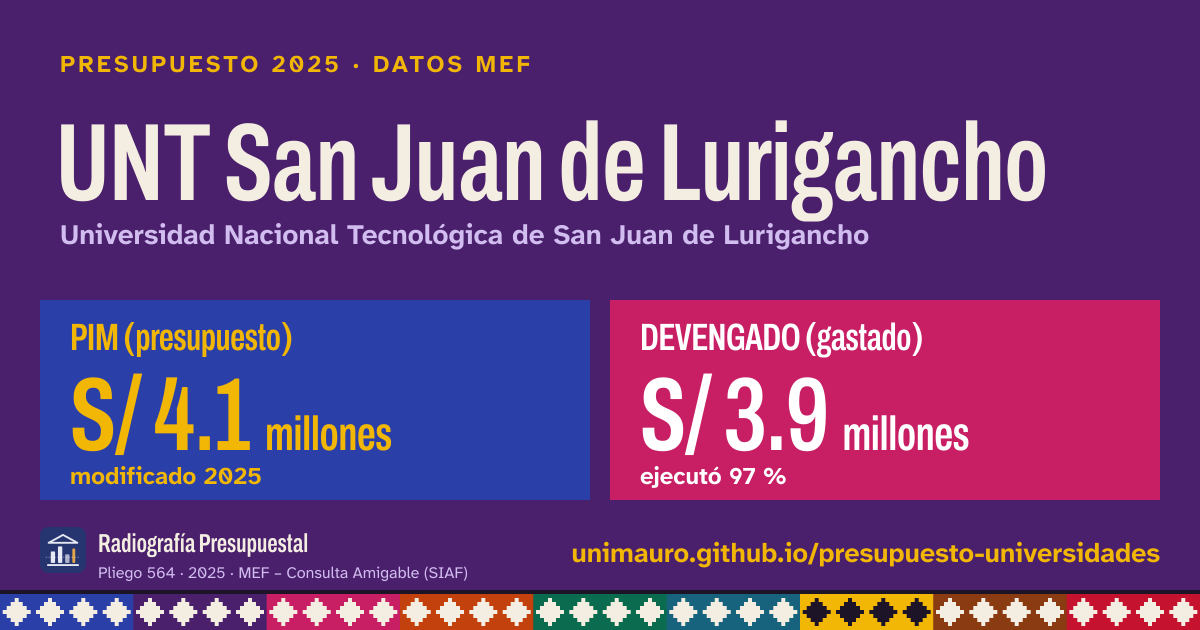 PRESUPUESTO 2025 · DATOS MEF
UNT San Juan de Lurigancho
Universidad Nacional Tecnológica de San Juan de Lurigancho
PIM (presupuesto)
S/ 4.1 millones
modificado 2025
DEVENGADO (gastado)
S/ 3.9 millones
ejecutó 97 %
Radiografía Presupuestal
Pliego 564 · 2025 · MEF – Consulta Amigable (SIAF)
unimauro.github.io/presupuesto-universidades